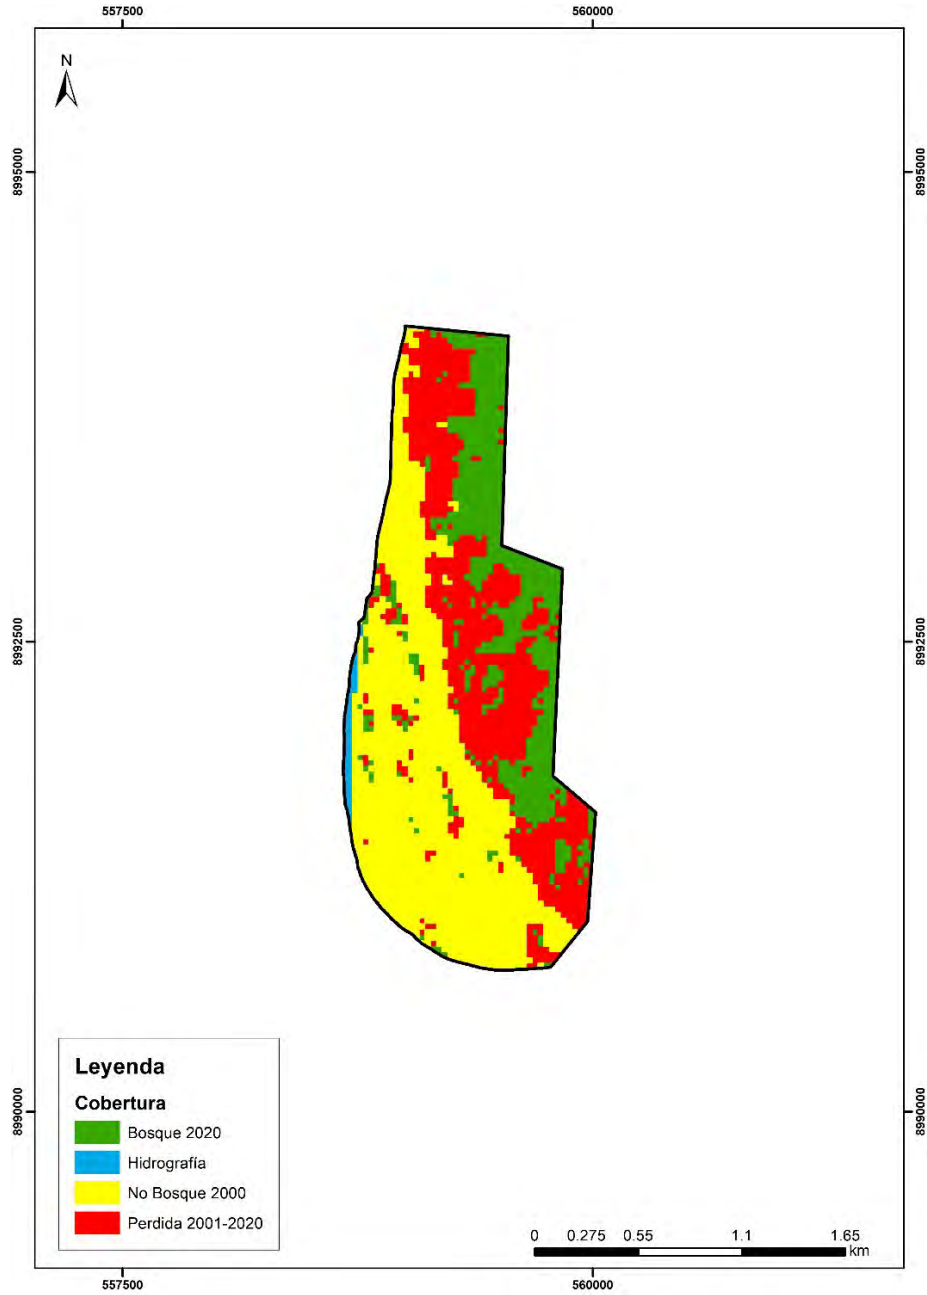 557500 560000
N
8995000 8995000
8992500 8992500
8990000 8990000
Leyenda
Cobertura
Bosque 2020
Hidrografía
No Bosque 2000
Perdida 2001-2020
0 0.275 0.55 1.1 1.65
km
557500 560000